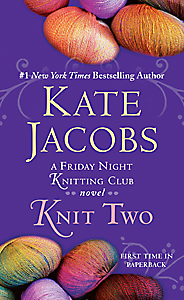 #1 New York Times Bestselling Author
KATE
JACOBS
A FRIDAY NIGHT
KNITTING CLUB
novel
KNIT TWO
FIRST TIME IN
PAPERBACK